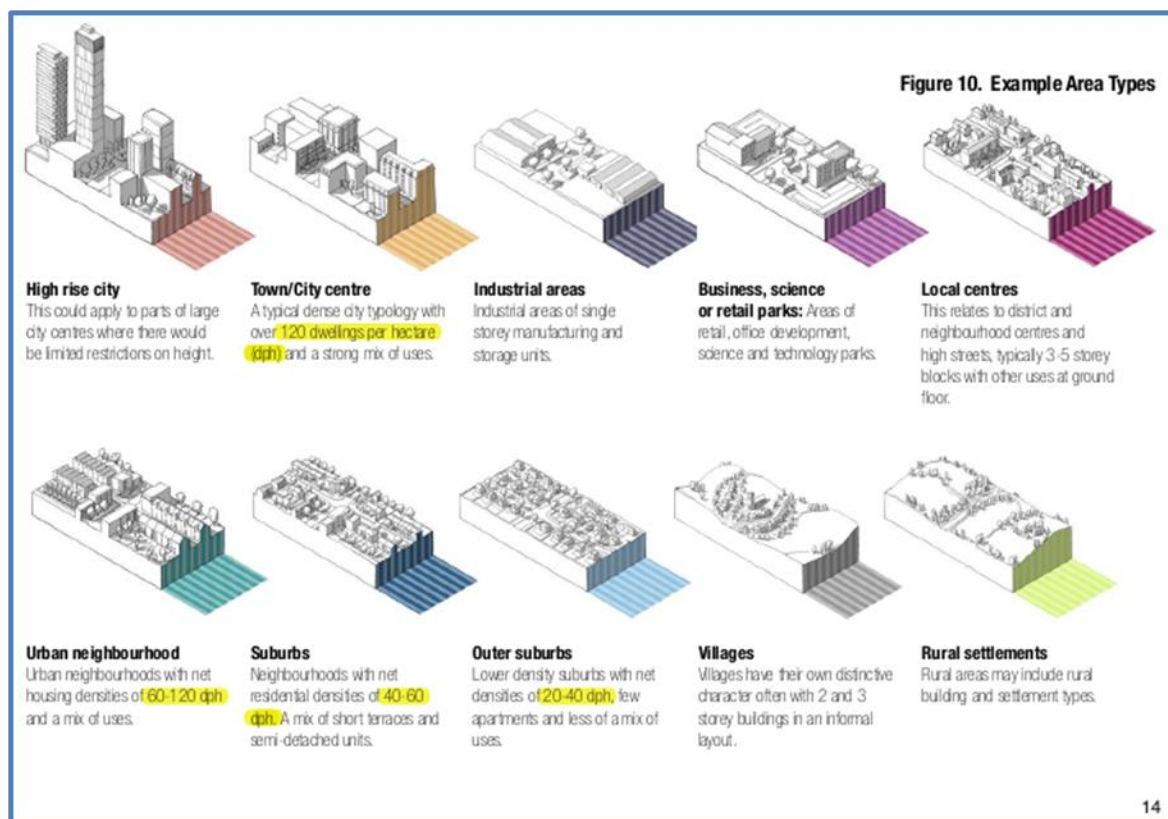 Figure 10. Example Area Types
High rise city
This could apply to parts of large
city centres where there would
be limited restrictions on height.
Town/City centre
A typical dense city typology with
over 120 dwellings per hectare
(dph) and a strong mix of uses.
Industrial areas
Industrial areas of single
storey manufacturing and
storage units.
Business, science
or retail parks: Areas of
retail, office development,
science and technology parks.
Local centres
This relates to district and
neighbourhood centres and
high streets, typically 3-5 storey
blocks with other uses at ground
floor.
Urban neighbourhood
Urban neighbourhoods with net
housing densities of 60-120 dph
and a mix of uses.
Suburbs
Neighbourhoods with net
residential densities of 40-60
dph. A mix of short terraces and
semi-detached units.
Outer suburbs
Lower density suburbs with net
densities of 20-40 dph, few
apartments and less of a mix of
uses.
Villages
Villages have their own distinctive
character often with 2 and 3
storey buildings in an informal
layout.
Rural settlements
Rural areas may include rural
building and settlement types.
14